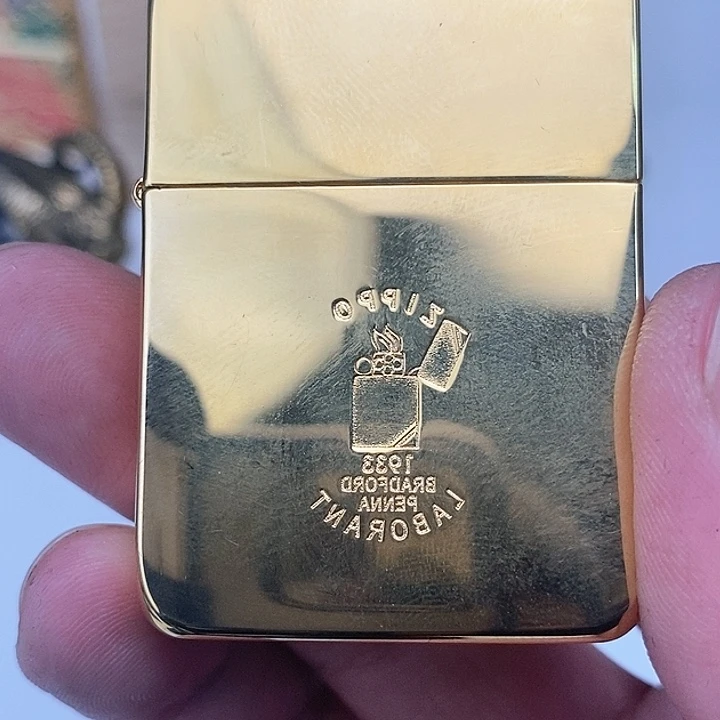 ZIPPO
1933
BRADFORD
PENNA
LABORANT